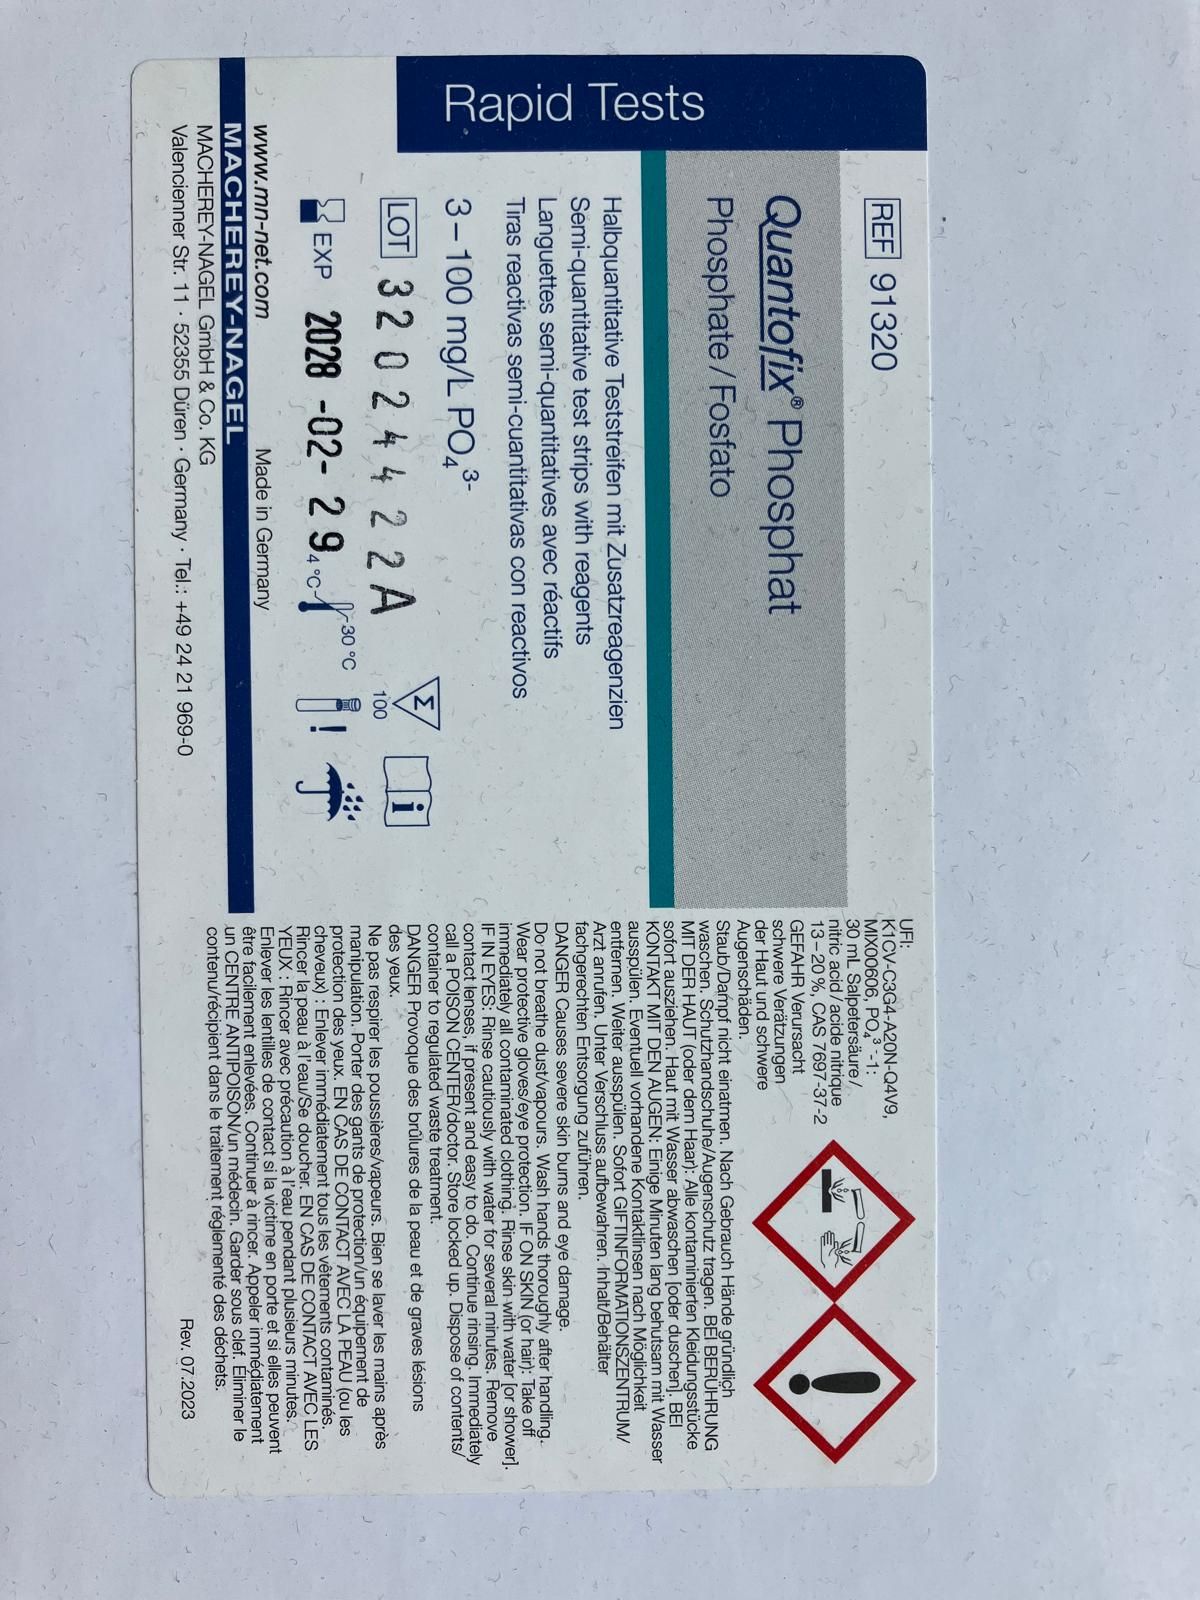 Rapid Tests
REF 91320
Quantofix® Phosphat
Phosphate / Fosfato
Halbquantitative Teststreifen mit Zusatzreagenzien
Semi-quantitative test strips with reagents
Languettes semi-quantitatives avec réactifs
Tiras reactivas semi-cuantitativas con reactivos
3 – 100 mg/L PO₄³⁻
LOT 32024422A
Σ
100
i
EXP 2028-02-29
4 °C
30 °C
!
www.mn-net.com
Made in Germany
MACHEREY-NAGEL
MACHEREY-NAGEL GmbH & Co. KG
Valencienner Str. 11 · 52355 Düren · Germany · Tel.: +49 24 21 969-0
UFI:
K1CV-C3G4-A20N-Q4V9,
MIX00606, PO₄³⁻-1:
30 mL Salpetersäure /
nitric acid / acide nitrique
13–20 %, CAS 7697-37-2
GEFAHR Verursacht
schwere Verätzungen
der Haut und schwere
Augenschäden.
Staub/Dampf nicht einatmen. Nach Gebrauch Hände gründlich
waschen. Schutzhandschuhe/Augenschutz tragen. BEI BERÜHRUNG
MIT DER HAUT (oder dem Haar): Alle kontaminierten Kleidungsstücke
sofort ausziehen. Haut mit Wasser abwaschen [oder duschen]. BEI
KONTAKT MIT DEN AUGEN: Einige Minuten lang behutsam mit Wasser
ausspülen. Eventuell vorhandene Kontaktlinsen nach Möglichkeit
entfernen. Weiter ausspülen. Sofort GIFTINFORMATIONSZENTRUM/
Arzt anrufen. Unter Verschluss aufbewahren. Inhalt/Behälter
fachgerechten Entsorgung zuführen.
DANGER Causes severe skin burns and eye damage.
Do not breathe dust/vapours. Wash hands thoroughly after handling.
Wear protective gloves/eye protection. IF ON SKIN (or hair): Take off
immediately all contaminated clothing. Rinse skin with water [or shower].
IF IN EYES: Rinse cautiously with water for several minutes. Remove
contact lenses, if present and easy to do. Continue rinsing. Immediately
call a POISON CENTER/doctor. Store locked up. Dispose of contents/
container to regulated waste treatment.
DANGER Provoque des brûlures de la peau et de graves lésions
des yeux.
Ne pas respirer les poussières/vapeurs. Bien se laver les mains après
manipulation. Porter des gants de protection/un équipement de
protection des yeux. EN CAS DE CONTACT AVEC LA PEAU (ou les
cheveux) : Enlever immédiatement tous les vêtements contaminés.
Rincer la peau à l'eau/Se doucher. EN CAS DE CONTACT AVEC LES
YEUX : Rincer avec précaution à l'eau pendant plusieurs minutes.
Enlever les lentilles de contact si la victime en porte et si elles peuvent
être facilement enlevées. Continuer à rincer. Appeler immédiatement
un CENTRE ANTIPOISON/un médecin. Garder sous clef. Éliminer le
contenu/récipient dans le traitement réglementé des déchets.
Rev. 07.2023